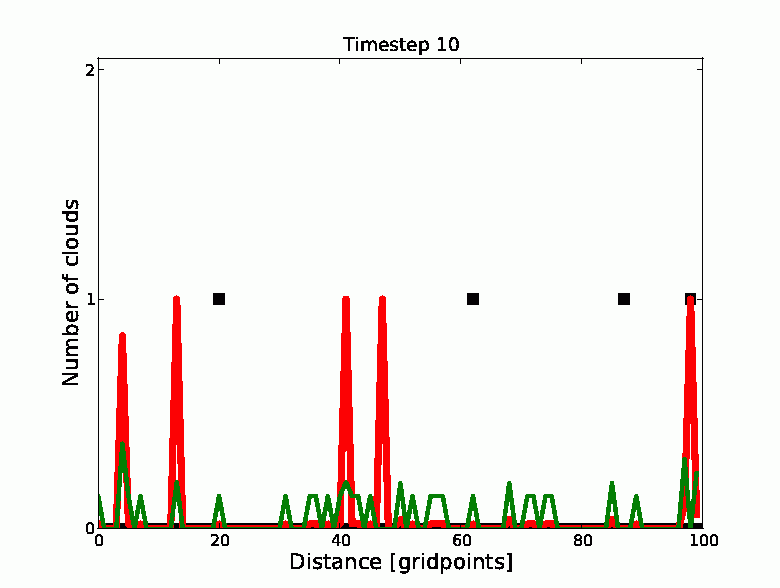 Timestep 10
2
1
0
Number of clouds
0 20 40 60 80 100
Distance [gridpoints]